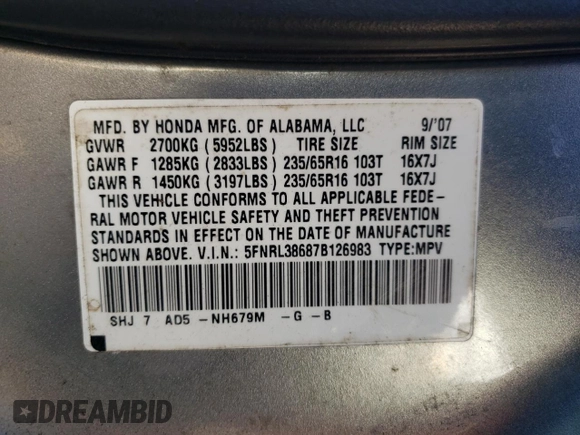 MFD. BY HONDA MFG. OF ALABAMA, LLC 9/'07
GVWR 2700KG (5952LBS) TIRE SIZE RIM SIZE
GAWR F 1285KG (2833LBS) 235/65R16 103T 16X7J
GAWR R 1450KG (3197LBS) 235/65R16 103T 16X7J
THIS VEHICLE CONFORMS TO ALL APPLICABLE FEDE-
RAL MOTOR VEHICLE SAFETY AND THEFT PREVENTION
STANDARDS IN EFFECT ON THE DATE OF MANUFACTURE
SHOWN ABOVE. V.I.N.: 5FNRL38687B126983 TYPE:MPV
SHJ 7 AD5 -NH679M -G -B
DREAMBID